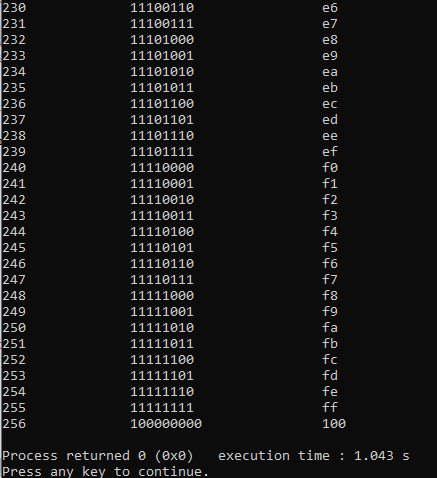 230 11100110 e6
231 11100111 e7
232 11101000 e8
233 11101001 e9
234 11101010 ea
235 11101011 eb
236 11101100 ec
237 11101101 ed
238 11101110 ee
239 11101111 ef
240 11110000 f0
241 11110001 f1
242 11110010 f2
243 11110011 f3
244 11110100 f4
245 11110101 f5
246 11110110 f6
247 11110111 f7
248 11111000 f8
249 11111001 f9
250 11111010 fa
251 11111011 fb
252 11111100 fc
253 11111101 fd
254 11111110 fe
255 11111111 ff
256 100000000 100
Process returned 0 (0x0) execution time : 1.043 s
Press any key to continue.